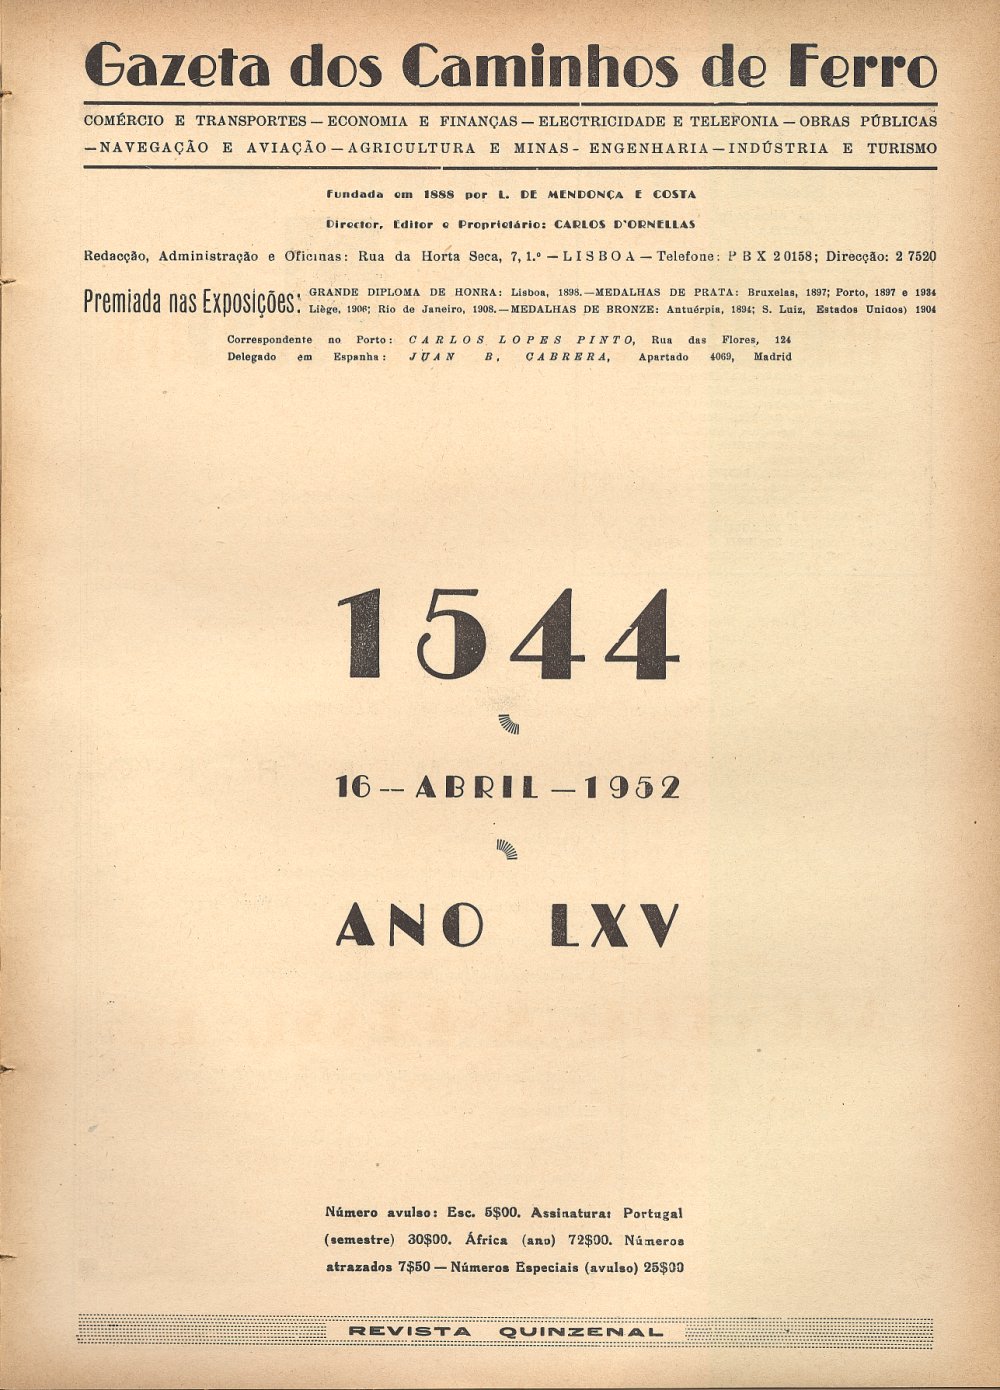 Gazeta dos Caminhos de Ferro
COMÉRCIO E TRANSPORTES — ECONOMIA E FINANÇAS — ELECTRICIDADE E TELEFONIA — OBRAS PÚBLICAS
— NAVEGAÇÃO E AVIAÇÃO — AGRICULTURA E MINAS - ENGENHARIA — INDÚSTRIA E TURISMO
Fundada em 1888 por L. DE MENDONÇA E COSTA
Director, Editor e Proprietário: CARLOS D'ORNELLAS
Redacção, Administração e Oficinas: Rua da Horta Seca, 7, 1.º — LISBOA — Telefone: PBX 20158; Direcção: 2 7520
Premiada nas Exposições:
GRANDE DIPLOMA DE HONRA: Lisboa, 1898. — MEDALHAS DE PRATA: Bruxelas, 1897; Porto, 1897 e 1934
Liège, 1906; Rio de Janeiro, 1908. — MEDALHAS DE BRONZE: Antuérpia, 1894; S. Luiz, Estados Unidos) 1904
Correspondente no Porto: CARLOS LOPES PINTO, Rua das Flores, 124
Delegado em Espanha: JUAN B. CABRERA, Apartado 4069, Madrid
1544
16 — ABRIL — 1952
ANO LXV
Número avulso: Esc. 5$00. Assinatura: Portugal
(semestre) 30$00. África (ano) 72$00. Números
atrazados 7$50 — Números Especiais (avulso) 25$00
REVISTA QUINZENAL